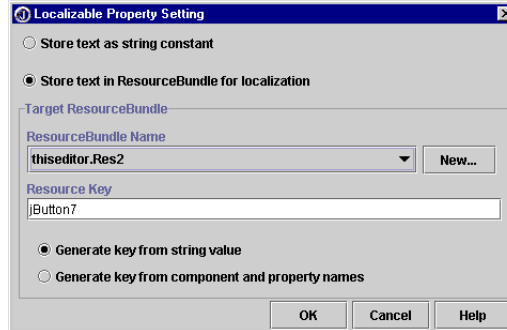 Localizable Property Setting
Store text as string constant
Store text in ResourceBundle for localization
Target ResourceBundle
ResourceBundle Name
thiseditor.Res2
New...
Resource Key
jButton7
Generate key from string value
Generate key from component and property names
OK Cancel Help